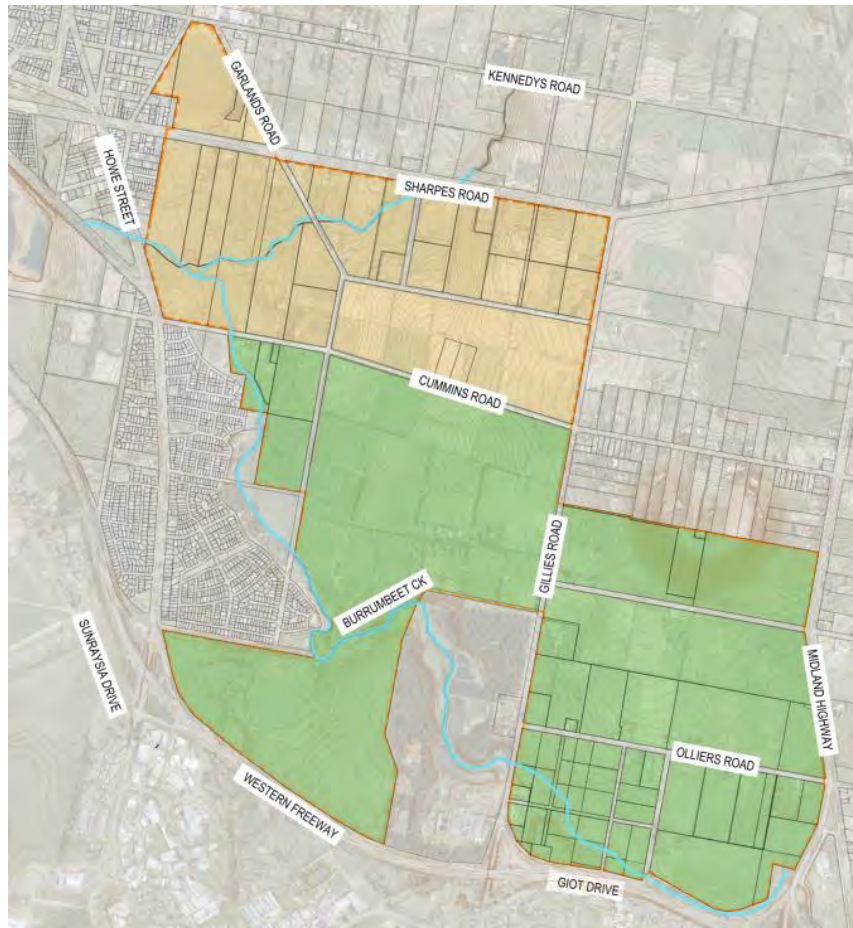 KENNEDYS ROAD
GARLANDS ROAD
HOWE STREET
SHARPES ROAD
CUMMINS ROAD
GILLIES ROAD
BURRUMBEET CK
SUNRAYSIA DRIVE
MIDLAND HIGHWAY
OLLIERS ROAD
WESTERN FREEWAY
GIOT DRIVE